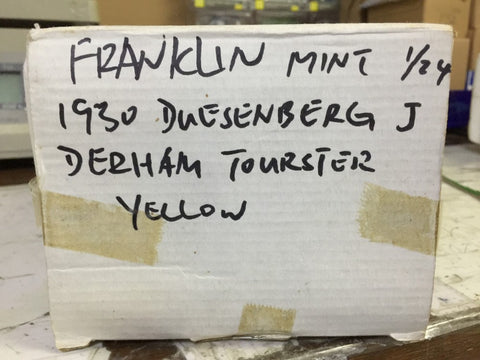 FRANKLIN MINT 1/24
1930 DUESENBERG J
DERHAM TOURSTER
YELLOW